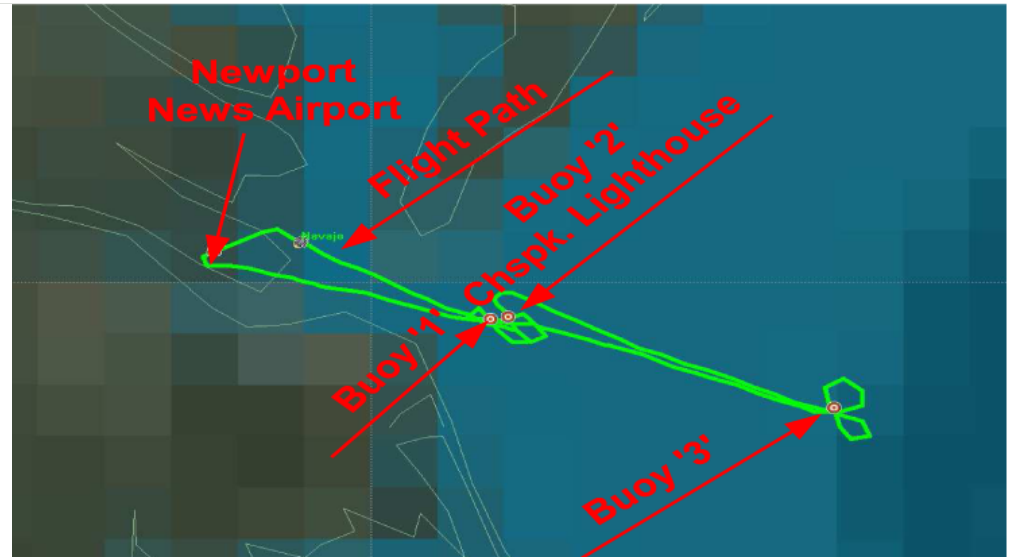 Newport
News Airport
Flight Path
Buoy '2'
Chspk. Lighthouse
Navajo
Buoy '1'
Buoy '3'